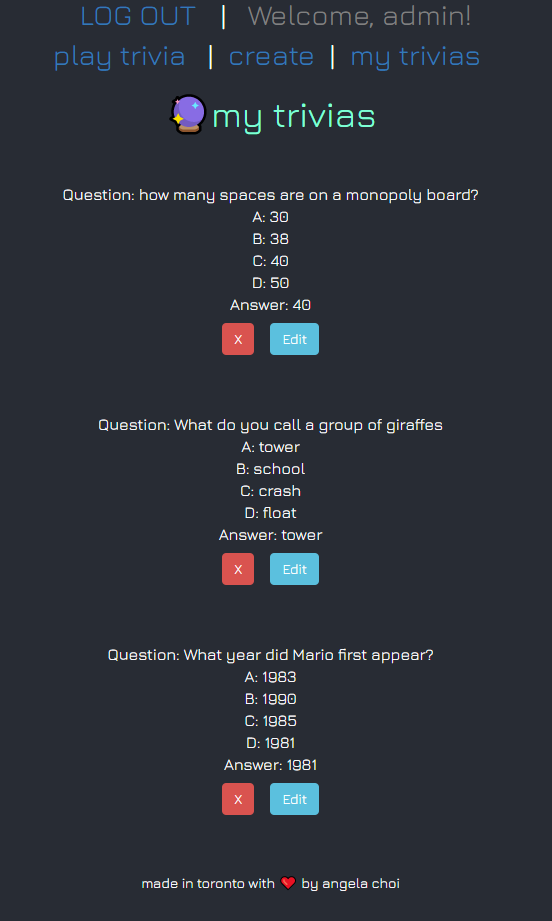 LOG OUT | Welcome, admin!
play trivia | create | my trivias
my trivias
Question: how many spaces are on a monopoly board?
A: 30
B: 38
C: 40
D: 50
Answer: 40
X Edit
Question: What do you call a group of giraffes
A: tower
B: school
C: crash
D: float
Answer: tower
X Edit
Question: What year did Mario first appear?
A: 1983
B: 1990
C: 1985
D: 1981
Answer: 1981
X Edit
made in toronto with ❤️ by angela choi